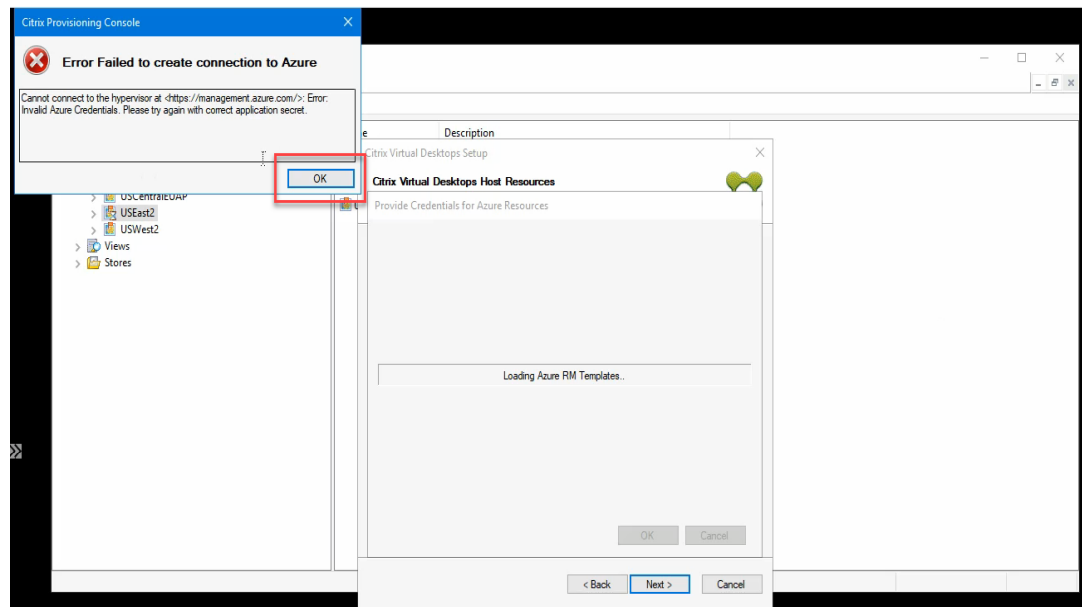 Citrix Provisioning Console
Error Failed to create connection to Azure
Cannot connect to the hypervisor at <https://management.azure.com/>: Error:
Invalid Azure Credentials. Please try again with correct application secret.
OK
Description
Citrix Virtual Desktops Setup
Citrix Virtual Desktops Host Resources
Provide Credentials for Azure Resources
USCentralEUAP
USEast2
USWest2
Views
Stores
Loading Azure RM Templates..
OK Cancel
< Back Next > Cancel